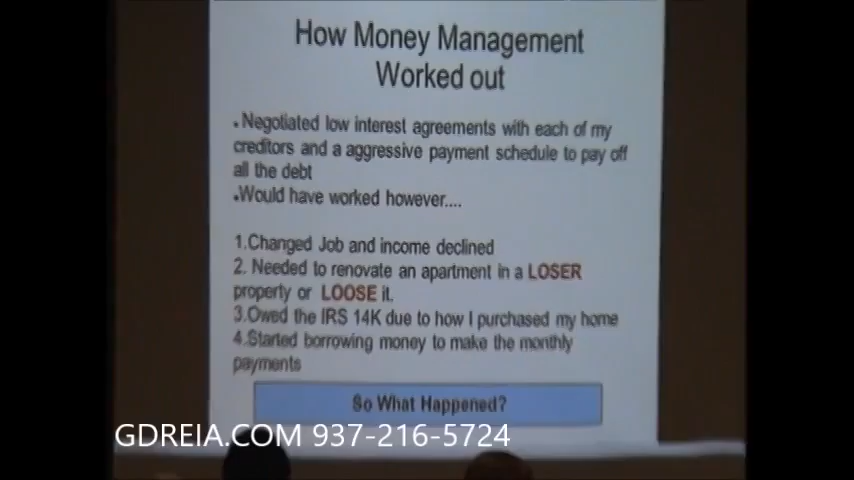 How Money Management
Worked out
•Negotiated low interest agreements with each of my
creditors and a aggressive payment schedule to pay off
all the debt
•Would have worked however....
1.Changed Job and income declined
2. Needed to renovate an apartment in a LOSER
property or LOOSE it.
3.Owed the IRS 14K due to how I purchased my home
4.Started borrowing money to make the monthly
payments
So What Happened?
GDREIA.COM 937-216-5724